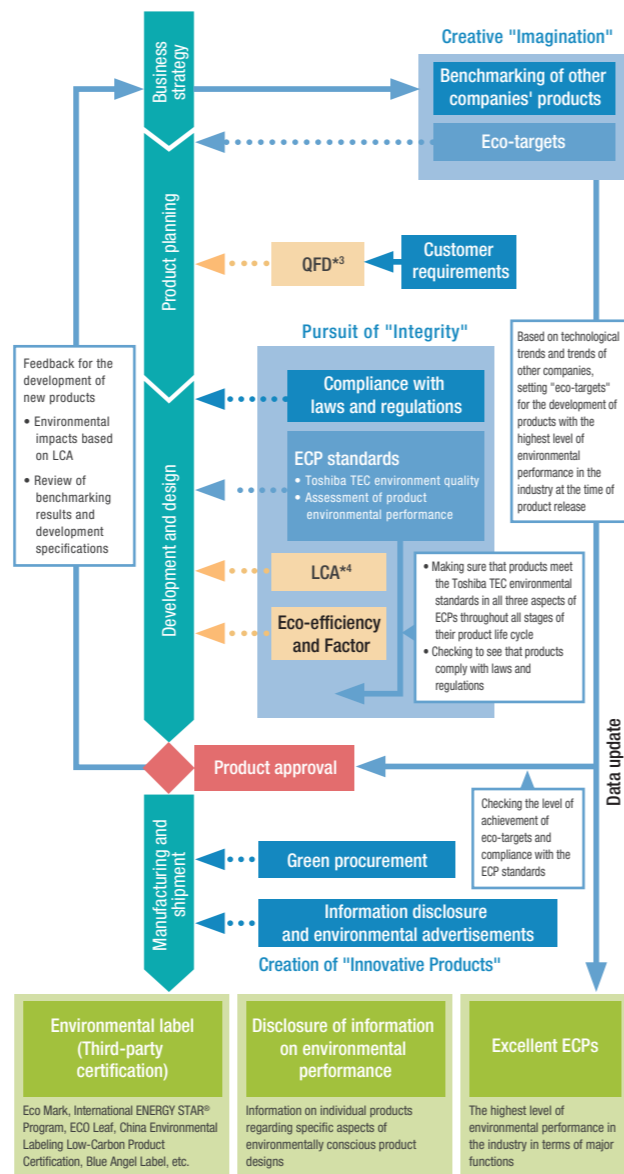 Creative "Imagination"
Business
strategy
Benchmarking of other
companies' products
Eco-targets
Product planning
QFD*3
Customer
requirements
Pursuit of "Integrity"
Based on technological
trends and trends of
other companies,
setting "eco-targets"
for the development of
products with the
highest level of
environmental
performance in the
industry at the time of
product release
Feedback for the
development of
new products
• Environmental
impacts based
on LCA
• Review of
benchmarking
results and
development
specifications
Development and design
Compliance with
laws and regulations
ECP standards
• Toshiba TEC environment quality
• Assessment of product
environmental performance
LCA*4
Eco-efficiency
and Factor
• Making sure that products meet
the Toshiba TEC environmental
standards in all three aspects of
ECPs throughout all stages of
their product life cycle
• Checking to see that products
comply with laws and
regulations
Data update
Product approval
Checking the level of
achievement of
eco-targets and
compliance with the
ECP standards
Manufacturing and
shipment
Green procurement
Information disclosure
and environmental advertisements
Creation of "Innovative Products"
Environmental label
(Third-party
certification)
Eco Mark, International ENERGY STAR®
Program, ECO Leaf, China Environmental
Labeling Low-Carbon Product
Certification, Blue Angel Label, etc.
Disclosure of information
on environmental
performance
Information on individual products
regarding specific aspects of
environmentally conscious product
designs
Excellent ECPs
The highest level of
environmental performance in
the industry in terms of major
functions